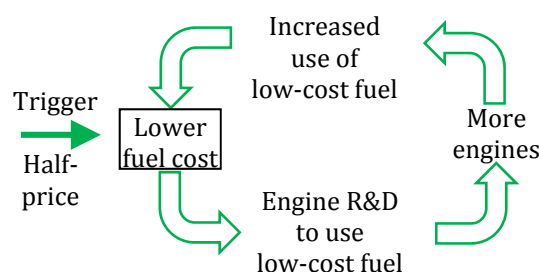 Increased
use of
low-cost fuel
Trigger
Half-
price
Lower
fuel cost
More
engines
Engine R&D
to use
low-cost fuel